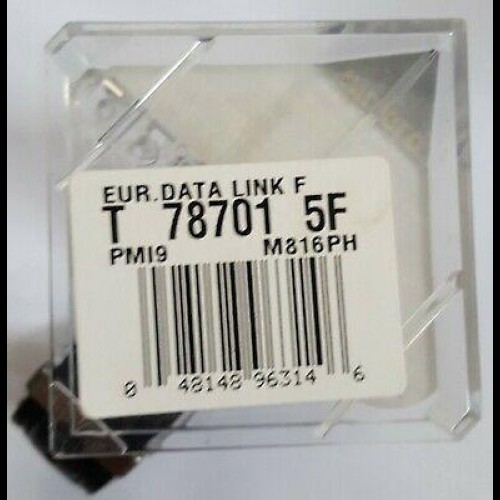 EUR.DATA LINK F
T 78701 5F
PMI9 M816PH
0 48148 96314 6